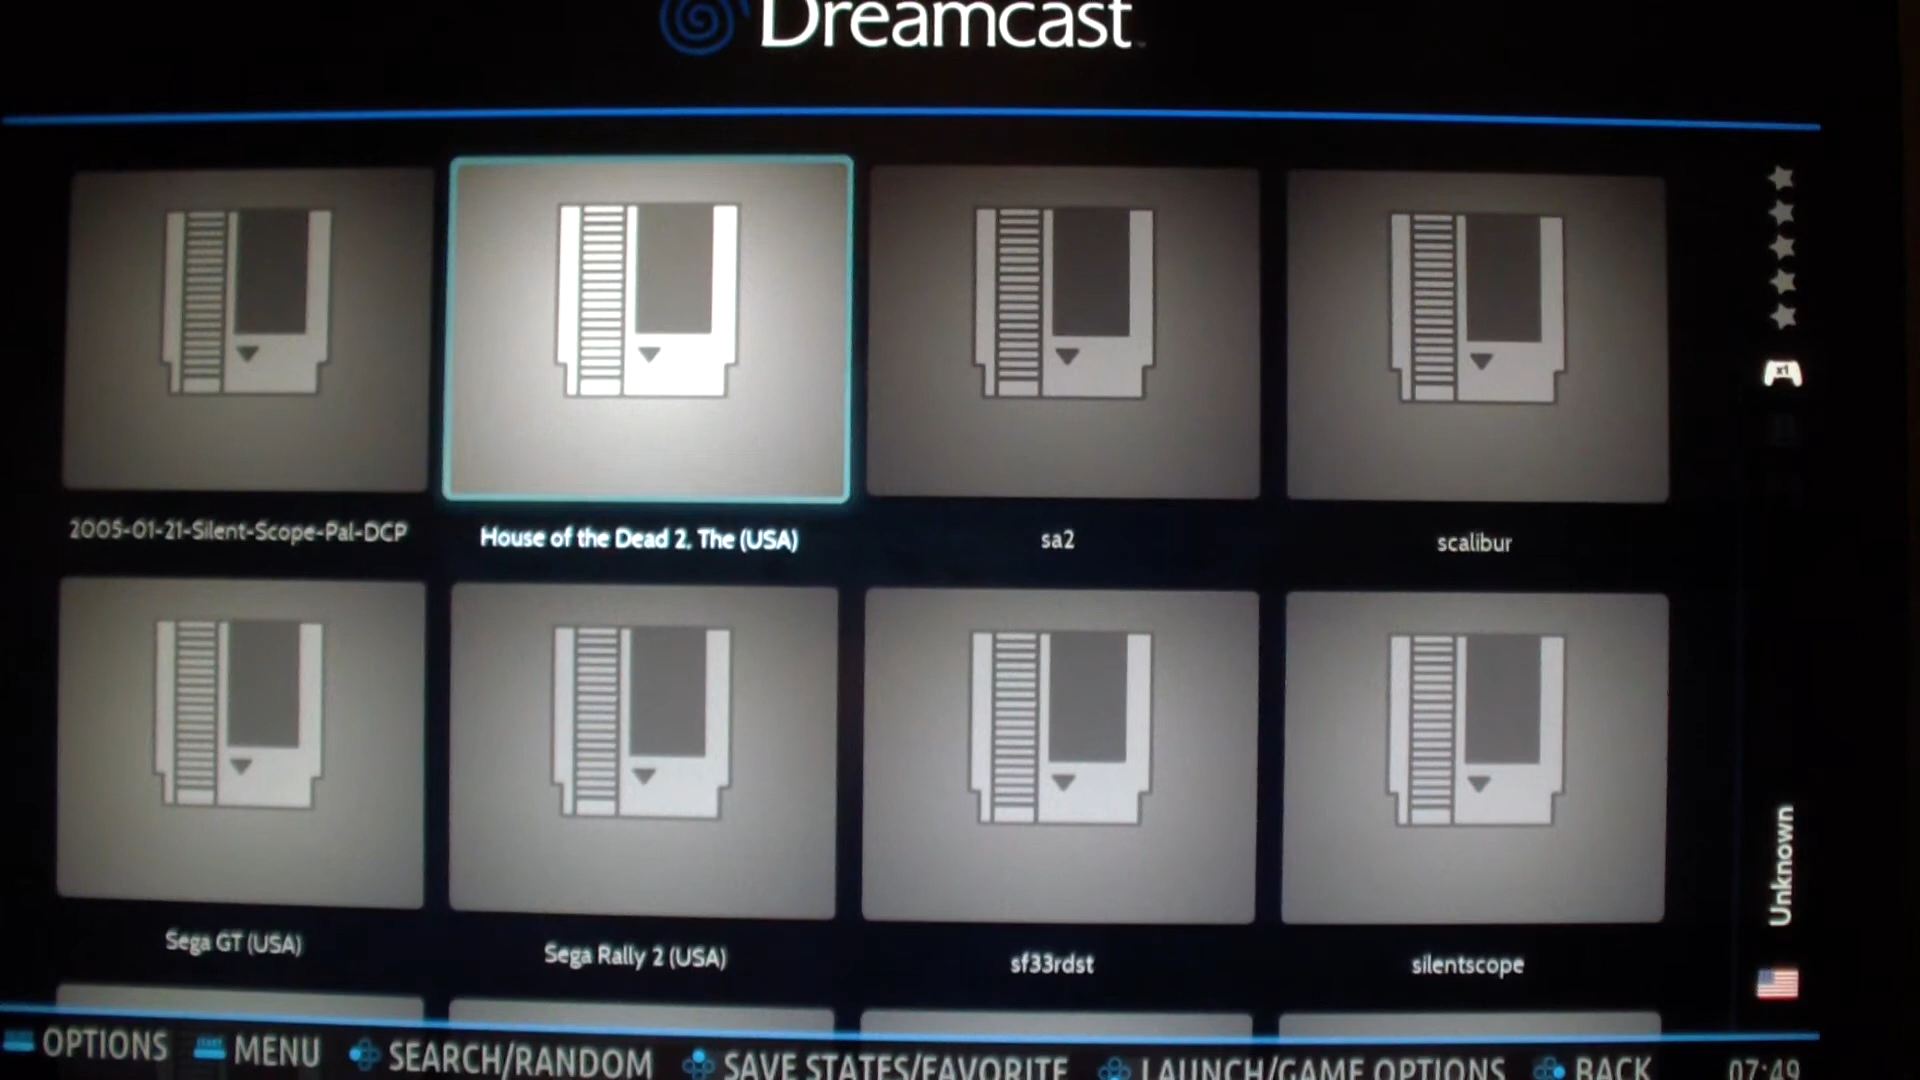 Dreamcast
2005-01-21-Silent-Scope-Pal-DCP
House of the Dead 2, The (USA)
sa2
scalibur
x1
Sega GT (USA)
Sega Rally 2 (USA)
sf33rdst
silentscope
Unknown
OPTIONS MENU SEARCH/RANDOM SAVE STATES/FAVORITE LAUNCH/GAME OPTIONS BACK 07:49